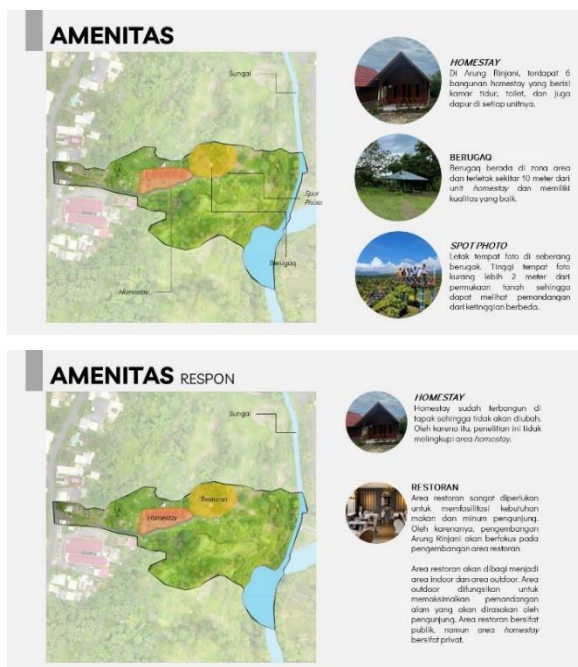 AMENITAS
Sungai
Spot
Photo
Berugaq
Homestay
HOMESTAY
Di Arung Rinjani, terdapat 6
bangunan homestay yang berisi
kamar tidur, toilet, dan juga
dapur di setiap unitnya.
BERUGAQ
Berugaq berada di zona area
dan terletak sekitar 10 meter dari
unit homestay dan memiliki
kualitas yang baik.
SPOT PHOTO
Letak tempat foto di seberang
berugak. Tinggi tempat foto
kurang lebih 2 meter dari
permukaan tanah sehingga
dapat melihat pemandangan
dari ketinggian berbeda.
AMENITAS RESPON
Sungai
Restoran
Homestay
HOMESTAY
Homestay sudah terbangun di
tapak sehingga tidak akan diubah.
Oleh karena itu, penelitian ini tidak
melingkupi area homestay.
RESTORAN
Area restoran sangat diperlukan
untuk memfasilitasi kebutuhan
makan dan minum pengunjung.
Oleh karenanya, pengembangan
Arung Rinjani akan berfokus pada
pengembangan area restoran
Area restoran akan dibagi menjadi
area indoor dan area outdoor. Area
outdoor difungsikan untuk
memaksimalkan pemandangan
alam yang akan dirasakan oleh
pengunjung. Area restoran bersifat
publik, namun area homestay
bersifat privat.